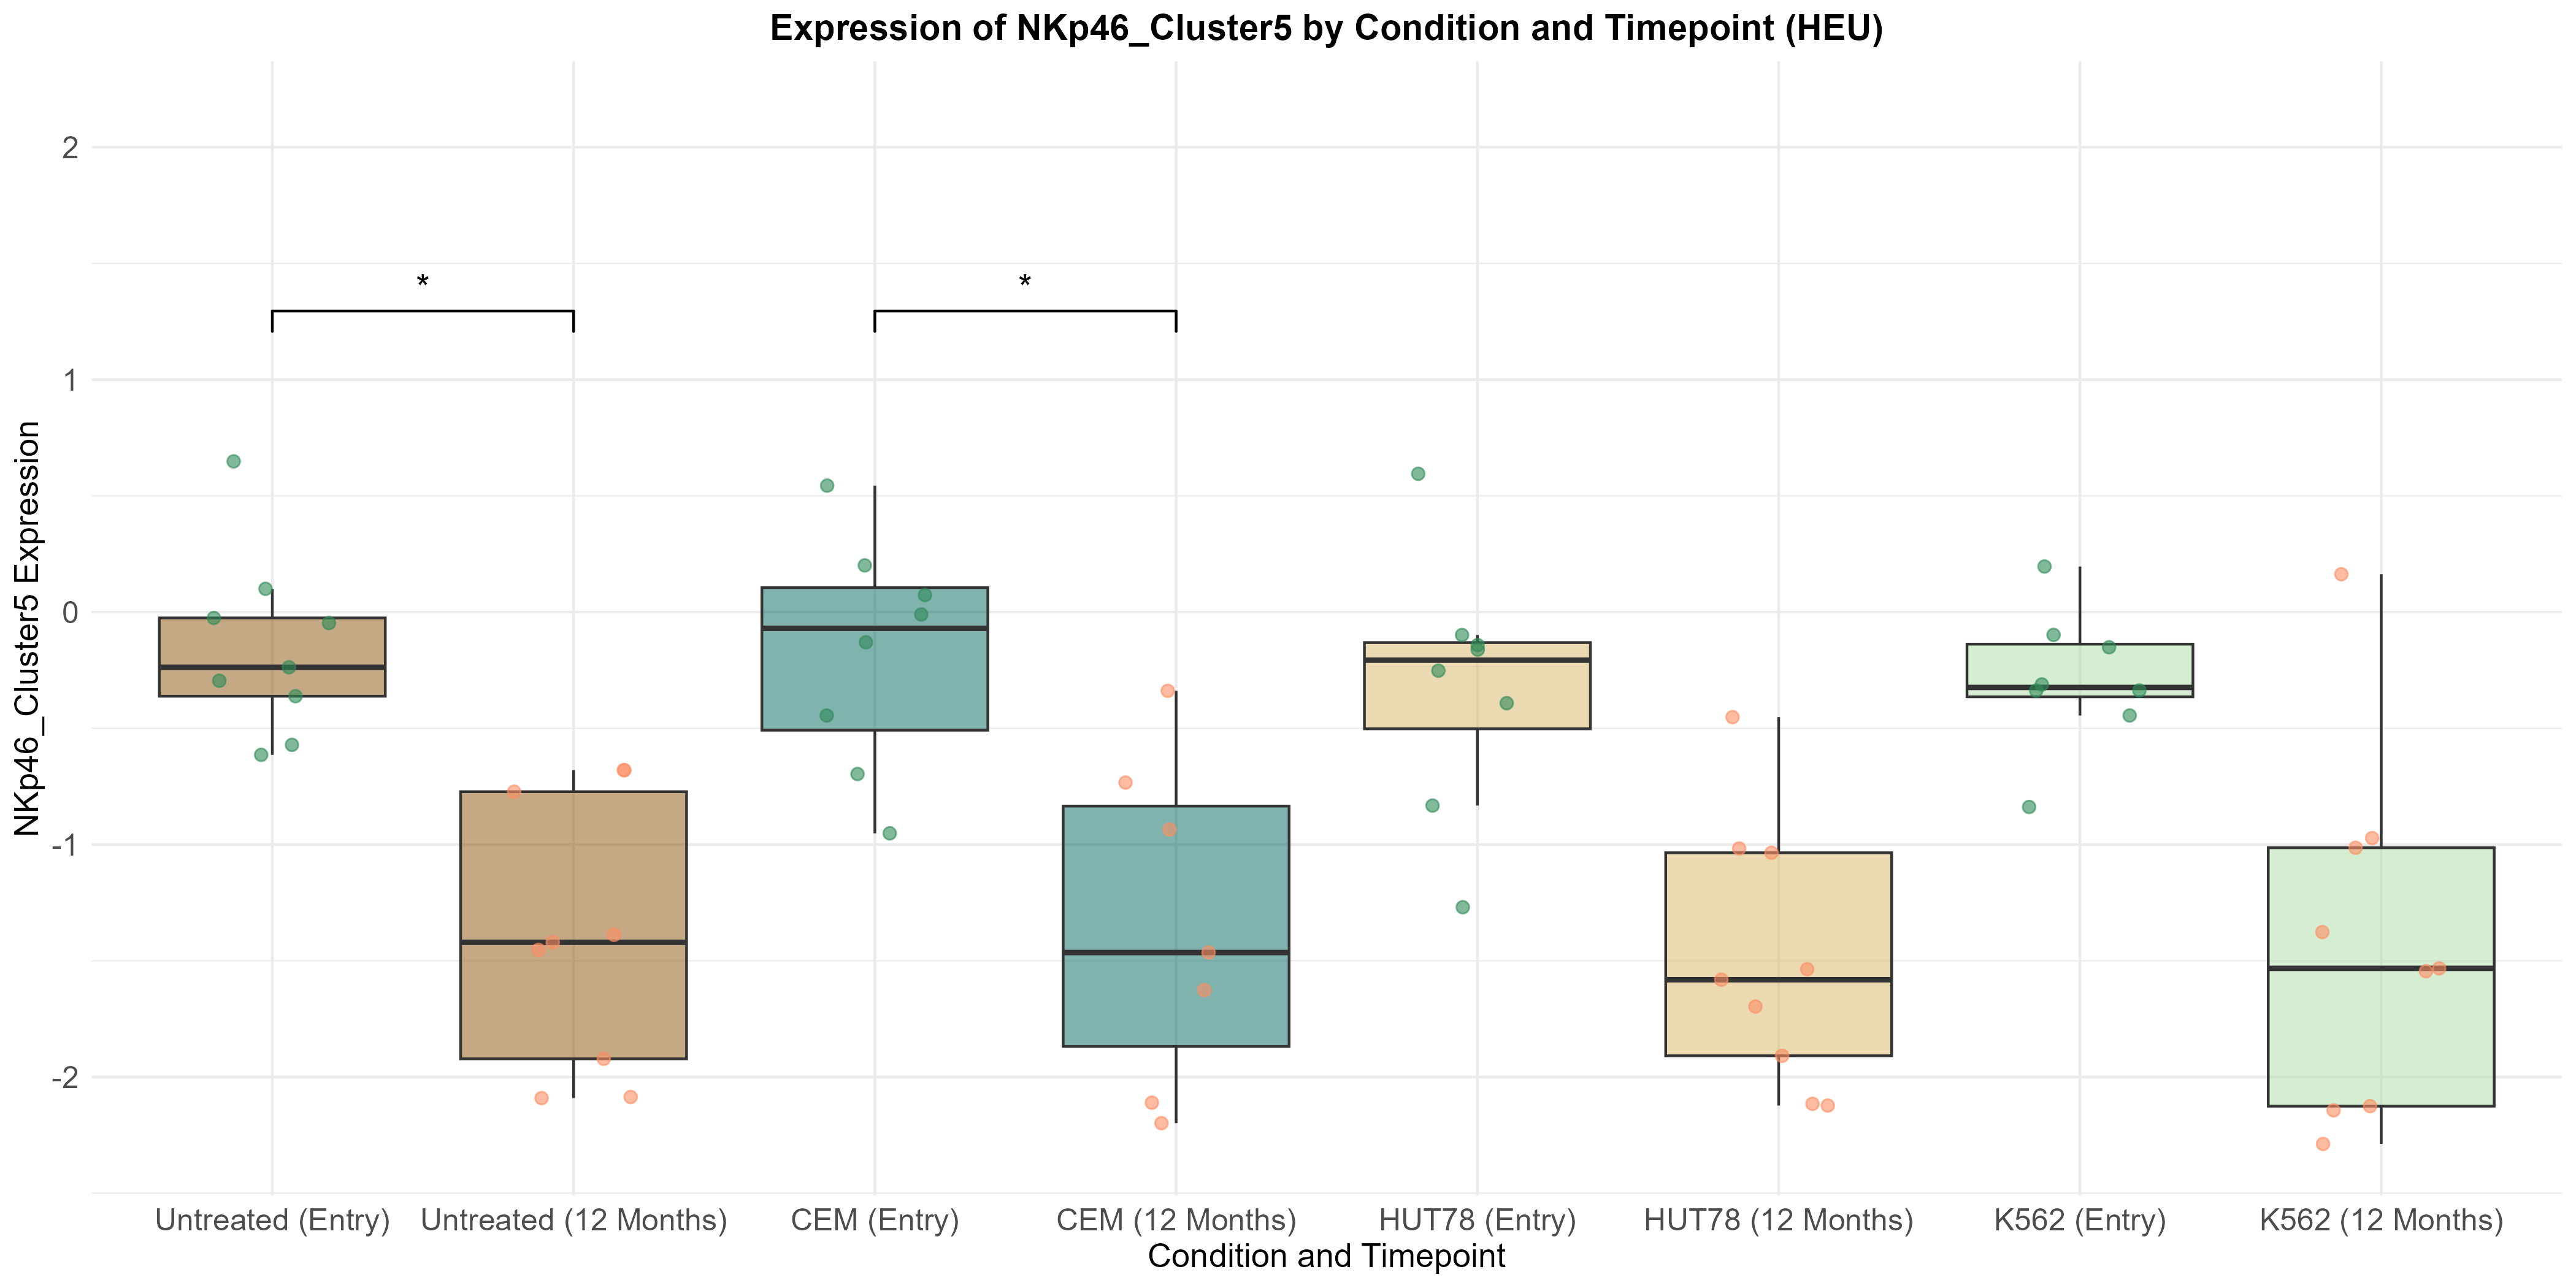 Expression of NKp46_Cluster5 by Condition and Timepoint (HEU)
NKp46_Cluster5 Expression
2
1
0
-1
-2
*
*
Untreated (Entry)
Untreated (12 Months)
CEM (Entry)
CEM (12 Months)
HUT78 (Entry)
HUT78 (12 Months)
K562 (Entry)
K562 (12 Months)
Condition and Timepoint